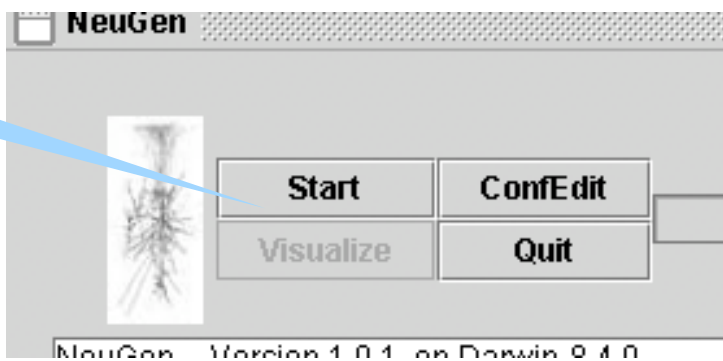 NeuGen
Start ConfEdit
Visualize Quit
NeuGen Version 1.0.1 on Darwin 8.4.0